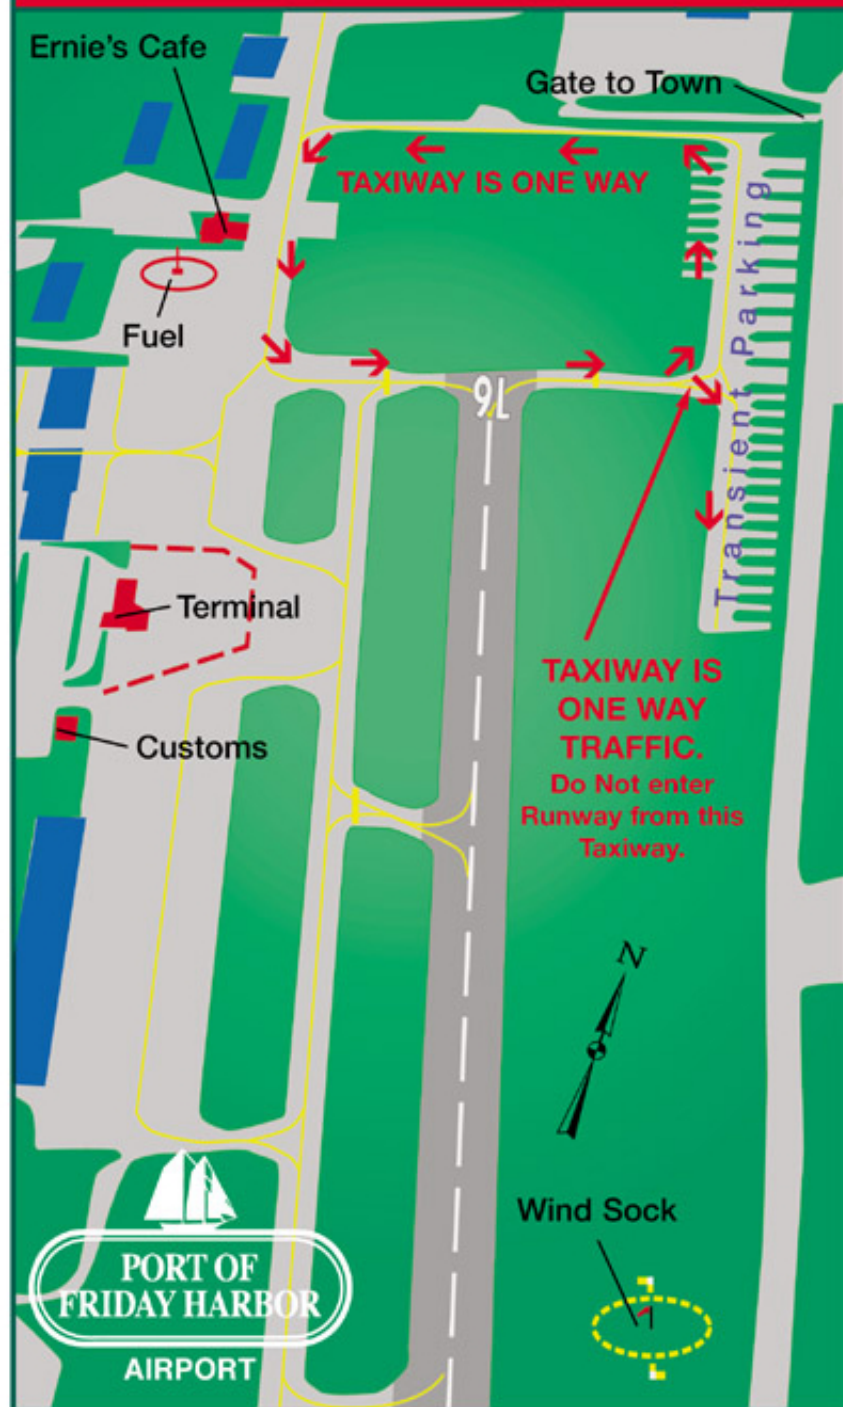 Ernie's Cafe
Gate to Town
TAXIWAY IS ONE WAY
Fuel
Transient Parking
16
Terminal
TAXIWAY IS
ONE WAY
TRAFFIC.
Do Not enter
Runway from this
Taxiway.
Customs
N
Wind Sock
PORT OF
FRIDAY HARBOR
AIRPORT